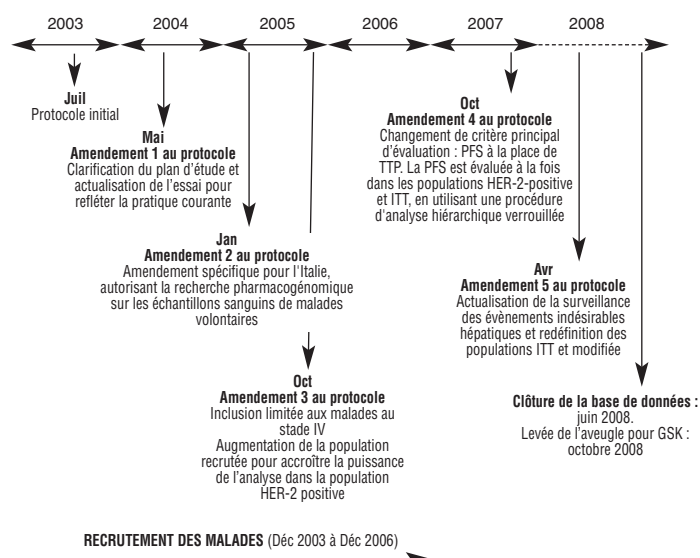 2003 2004 2005 2006 2007 2008
Juil
Protocole initial
Mai
Amendement 1 au protocole
Clarification du plan d'étude et
actualisation de l'essai pour
refléter la pratique courante
Jan
Amendement 2 au protocole
Amendement spécifique pour l'Italie,
autorisant la recherche pharmacogénomique
sur les échantillons sanguins de malades
volontaires
Oct
Amendement 3 au protocole
Inclusion limitée aux malades au
stade IV
Augmentation de la population
recrutée pour accroître la puissance
de l'analyse dans la population
HER-2 positive
Oct
Amendement 4 au protocole
Changement de critère principal
d'évaluation : PFS à la place de
TTP. La PFS est évaluée à la fois
dans les populations HER-2-positive
et ITT, en utilisant une procédure
d'analyse hiérarchique verrouillée
Avr
Amendement 5 au protocole
Actualisation de la surveillance
des évènements indésirables
hépatiques et redéfinition des
populations ITT et modifiée
Clôture de la base de données :
juin 2008.
Levée de l'aveugle pour GSK :
octobre 2008
RECRUTEMENT DES MALADES (Déc 2003 à Déc 2006)